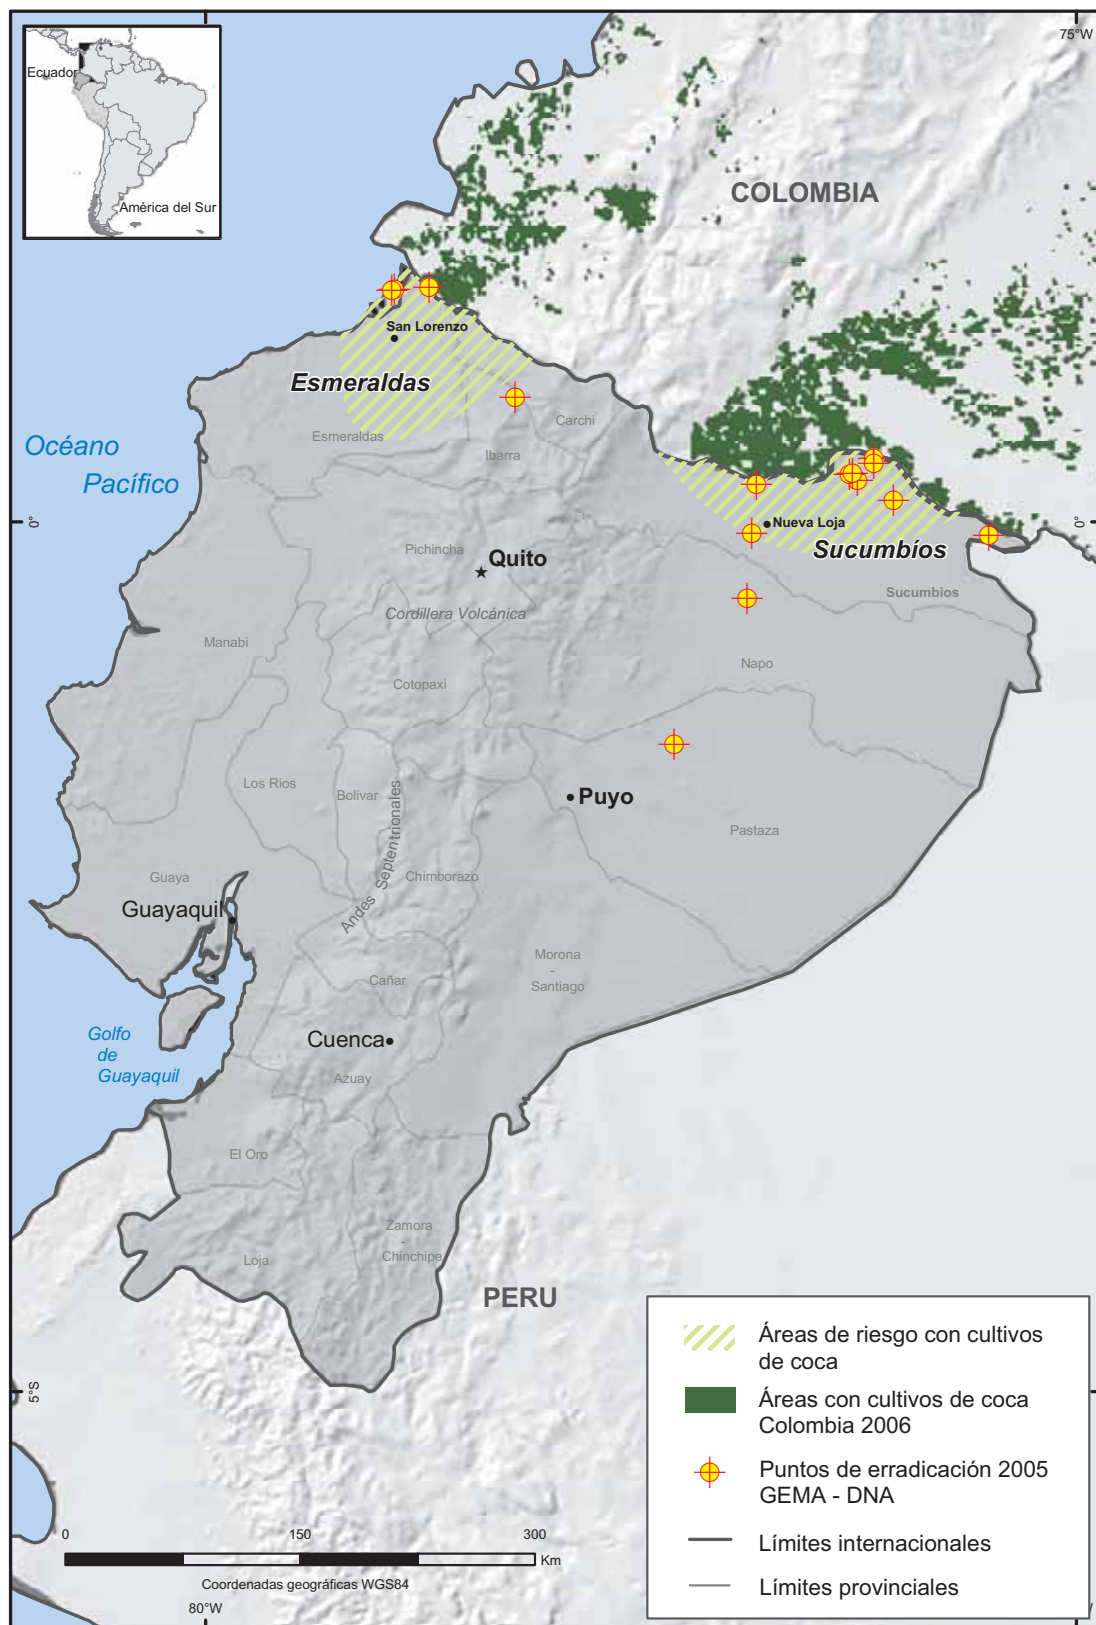 75°W
Ecuador
América del Sur
COLOMBIA
San Lorenzo
Esmeraldas
Carchi
Esmeraldas
Ibarra
Océano
Pacífico
0°
Nueva Loja
0°
Pichincha
Quito
Sucumbíos
Sucumbios
Cordillera Volcánica
Manabi
Napo
Cotopaxi
Los Rios
Bolivar
Puyo
Pastaza
Andes Septentrionales
Chimborazo
Guaya
Guayaquil
Morona
-
Santiago
Cañar
Golfo
de
Guayaquil
Cuenca
Azuay
El Oro
Zamora
-
Chinchipe
Loja
PERU
5°S
Áreas de riesgo con cultivos
de coca
Áreas con cultivos de coca
Colombia 2006
Puntos de erradicación 2005
GEMA - DNA
Límites internacionales
Límites provinciales
0
150
300
Km
Coordenadas geográficas WGS84
80°W